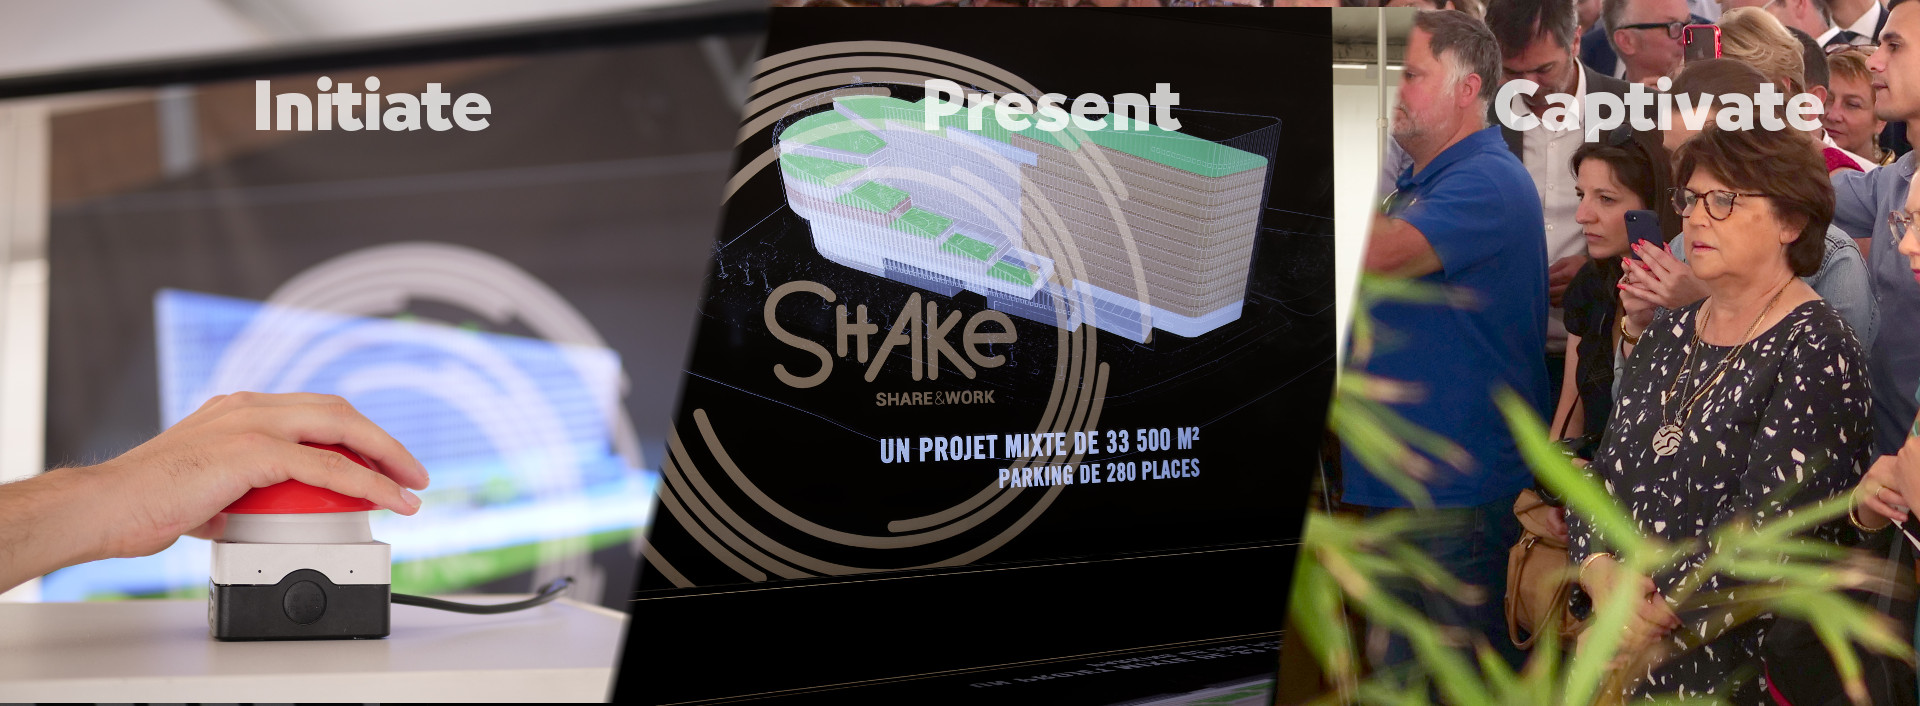 Initiate
Present
Captivate
SHAKe
SHARE&WORK
UN PROJET MIXTE DE 33 500 M²
PARKING DE 280 PLACES